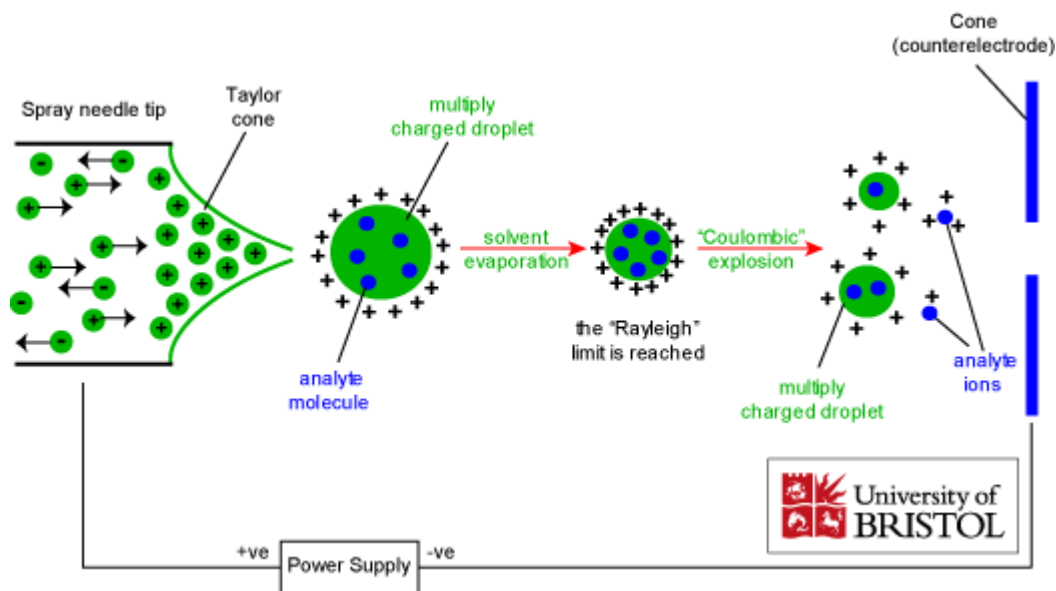 Cone
(counterelectrode)
Spray needle tip
Taylor
cone
multiply
charged droplet
solvent
evaporation
"Coulombic"
explosion
the "Rayleigh"
limit is reached
analyte
molecule
multiply
charged droplet
analyte
ions
University of
BRISTOL
+ve
Power Supply
-ve